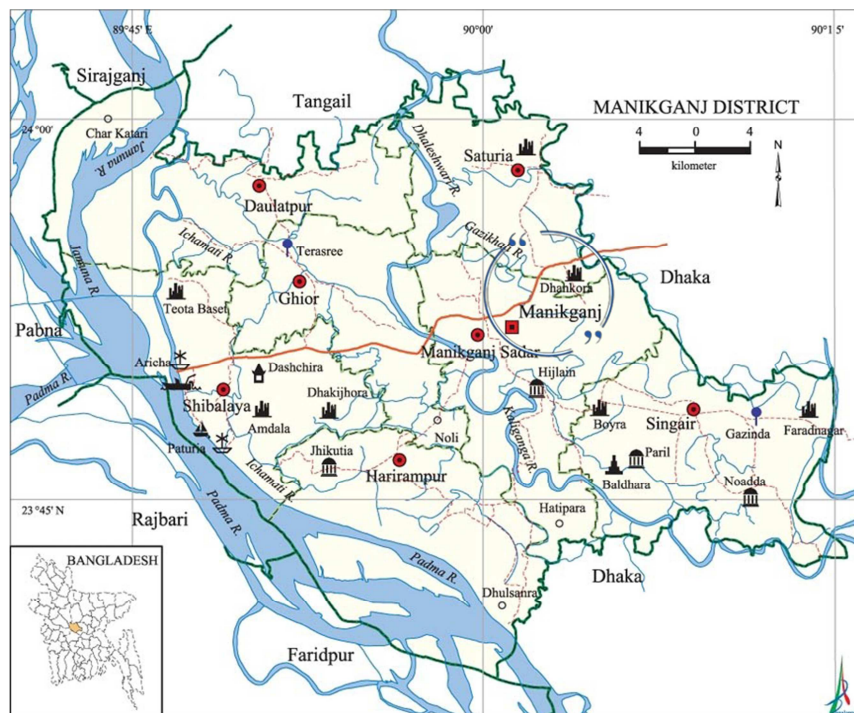 89°45' E
90°00'
90°15'
Sirajganj
Tangail
MANIKGANJ DISTRICT
24°00'
Char Katari
4 0 4
kilometer
N
Jamuna R.
Dhaleshwari R.
Saturia
Daulatpur
Ichamati R.
Terasree
Gazikhali R.
“
Jamuna R.
Ghior
Dhankora
Dhaka
Teota Baset
Manikganj
Pabna
”
Manikganj Sadar
Aricha
Dashchira
Padma R.
Hijlain
Shibalaya
Dhakijhora
Amdala
Boyra
Singair
Gazinda
Faradnagar
Noli
Kaliganga R.
Paturia
Jhikutia
Paril
Harirampur
Baldhara
Ichamati R.
Noadda
23°45' N
Rajbari
Padma R.
Hatipara
BANGLADESH
Padma R.
Dhaka
Dhulsanra
Faridpur